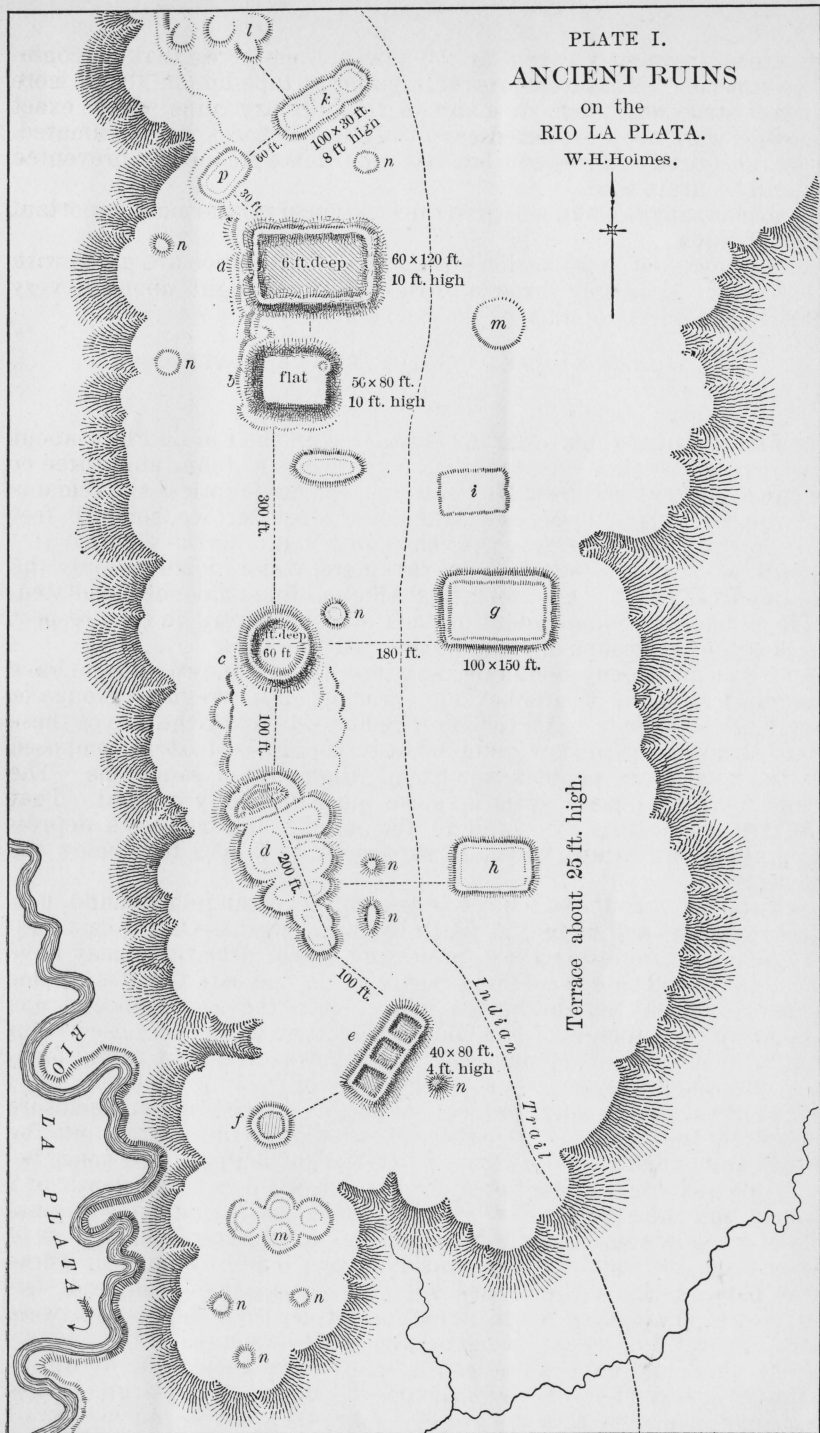 PLATE I.
ANCIENT RUINS
on the
RIO LA PLATA.
W.H.Hoimes.
l
k
100×30 ft.
8 ft high
60 ft
n
p
30 ft.
n
a
6 ft. deep
60×120 ft.
10 ft. high
m
n
b
flat
50×80 ft.
10 ft. high
300 ft.
i
n
g
100×150 ft.
ft. deep
60 ft
180 ft.
c
100 ft.
d
200 ft.
n
h
n
Terrace about 25 ft. high.
100 ft.
Indian
Trail
e
40×80 ft.
4 ft. high
n
f
RIO
LA PLATA
m
n
n
n